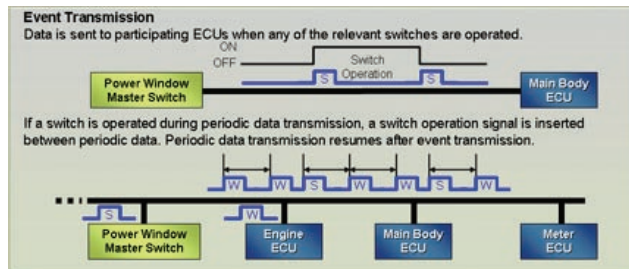 Event Transmission
Data is sent to participating ECUs when any of the relevant switches are operated.
ON
OFF
Switch
Operation
S
S
Power Window
Master Switch
Main Body
ECU
If a switch is operated during periodic data transmission, a switch operation signal is inserted
between periodic data. Periodic data transmission resumes after event transmission.
W W S W W S W
S
W
Power Window
Master Switch
Engine
ECU
Main Body
ECU
Meter
ECU